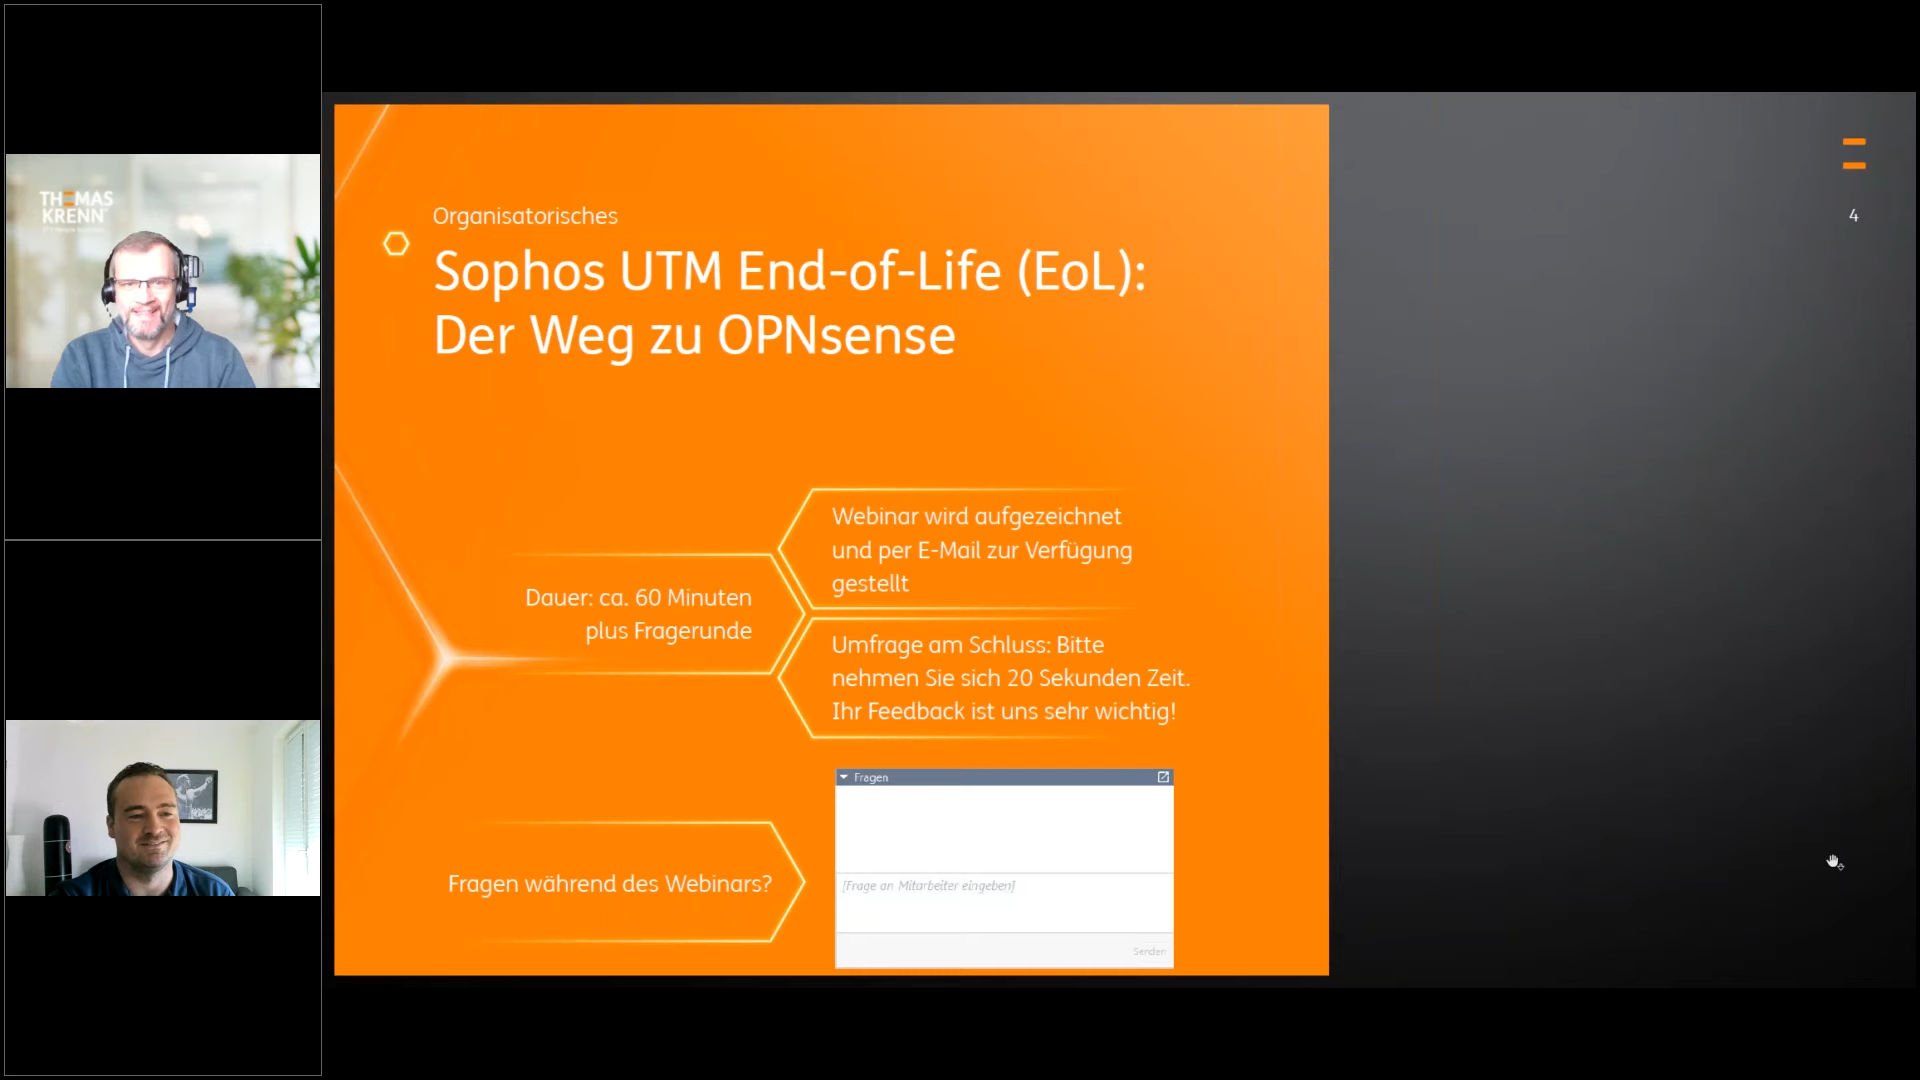 THOMAS
KRENN
Organisatorisches
Sophos UTM End-of-Life (EoL):
Der Weg zu OPNsense
4
Webinar wird aufgezeichnet
und per E-Mail zur Verfügung
gestellt
Dauer: ca. 60 Minuten
plus Fragerunde
Umfrage am Schluss: Bitte
nehmen Sie sich 20 Sekunden Zeit.
Ihr Feedback ist uns sehr wichtig!
Fragen während des Webinars?
Fragen
[Frage an Mitarbeiter eingeben]
Senden